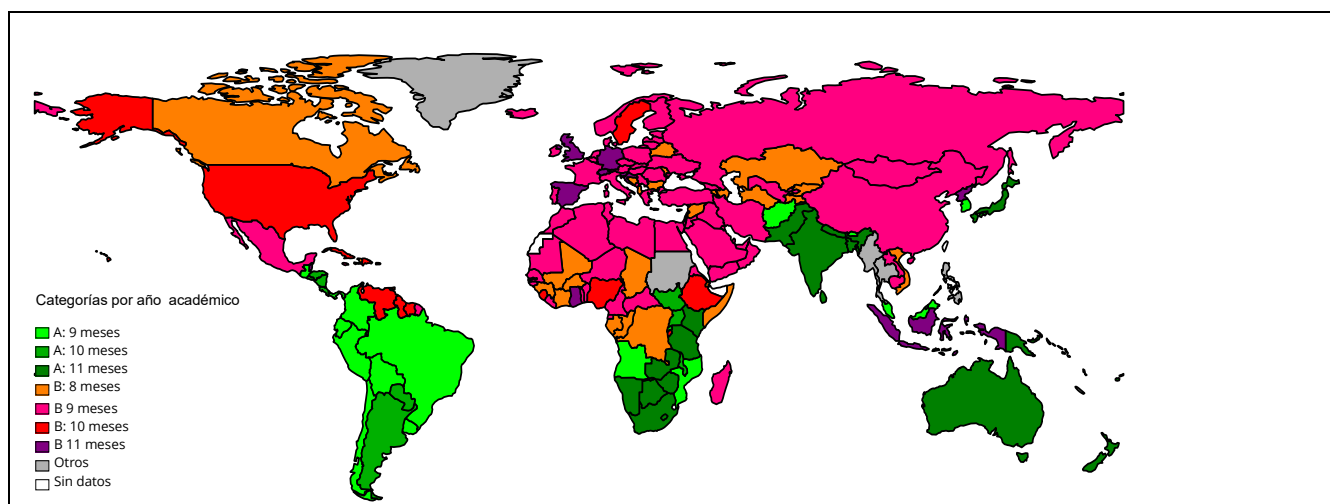 Categorías por año académico
A: 9 meses
A: 10 meses
A: 11 meses
B: 8 meses
B 9 meses
B: 10 meses
B 11 meses
Otros
Sin datos